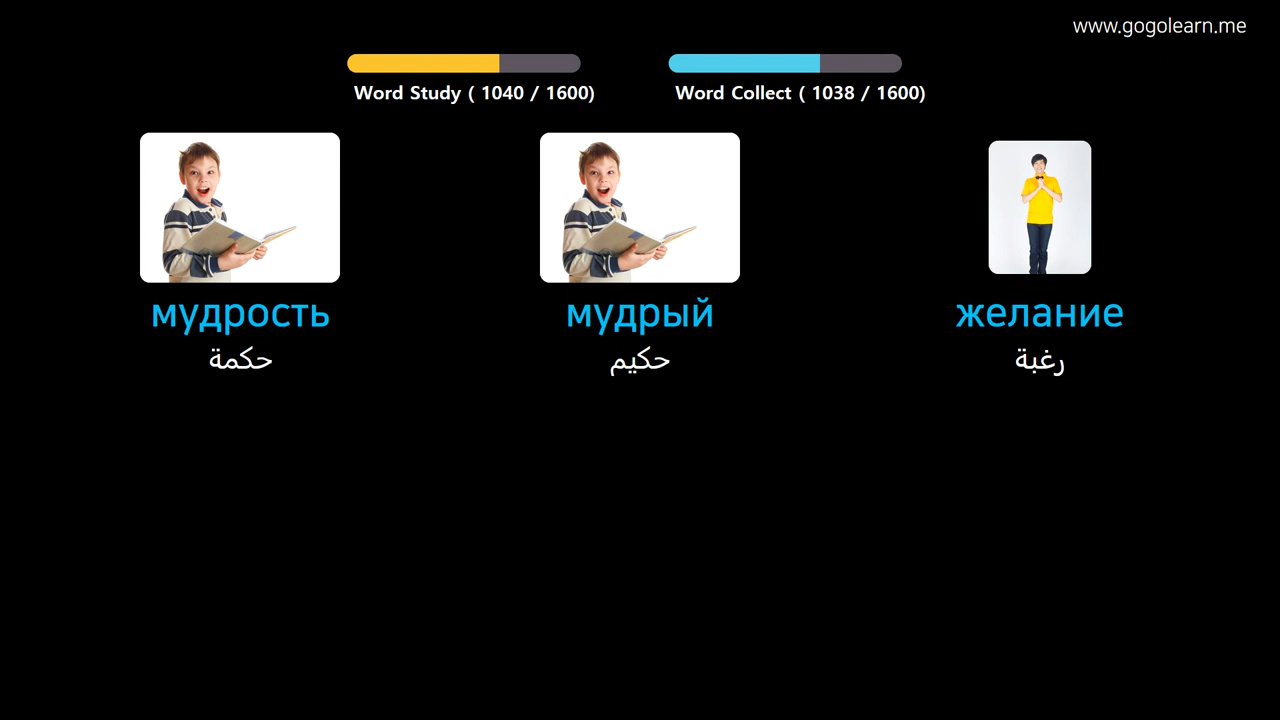 www.gogolearn.me
Word Study ( 1040 / 1600)
Word Collect ( 1038 / 1600)
мудрость
حكمة
мудрый
حكيم
желание
رغبة